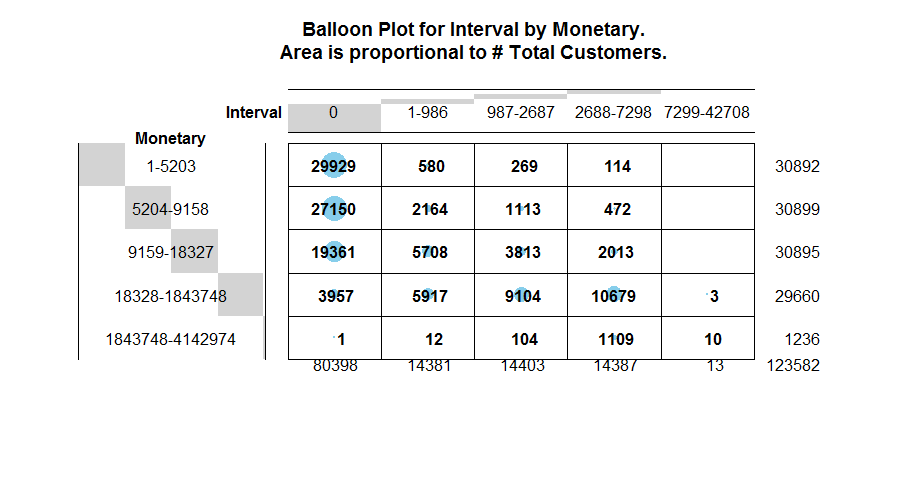 Balloon Plot for Interval by Monetary.
Area is proportional to # Total Customers.
Interval 0 1-986 987-2687 2688-7298 7299-42708
Monetary
1-5203 29929 580 269 114 30892
5204-9158 27150 2164 1113 472 30899
9159-18327 19361 5708 3813 2013 30895
18328-1843748 3957 5917 9104 10679 3 29660
1843748-4142974 1 12 104 1109 10 1236
80398 14381 14403 14387 13 123582